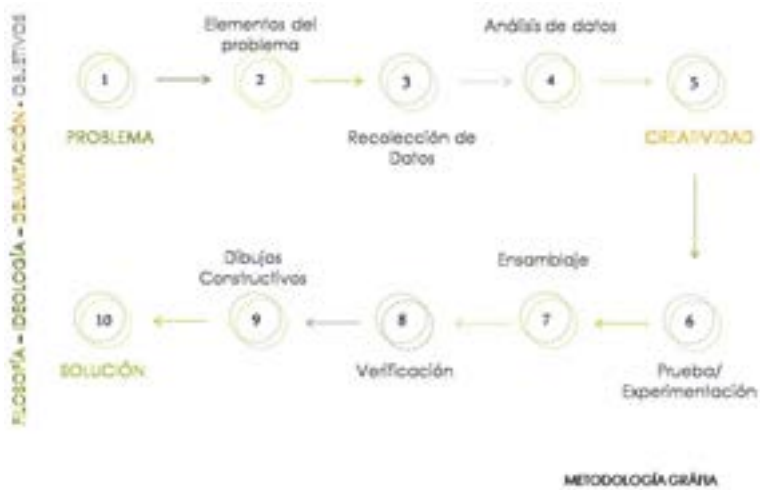 FILOSOFÍA – IDEOLOGÍA – DELIMITACIÓN - OBJETIVOS
1
PROBLEMA
Elementos del
problema
2
3
Recolección de
Datos
Análisis de datos
4
5
CREATIVIDAD
6
Prueba/
Experimentación
Ensamblaje
7
8
Verificación
Dibujos
Constructivos
9
10
SOLUCIÓN
METODOLOGÍA GRÁFIA